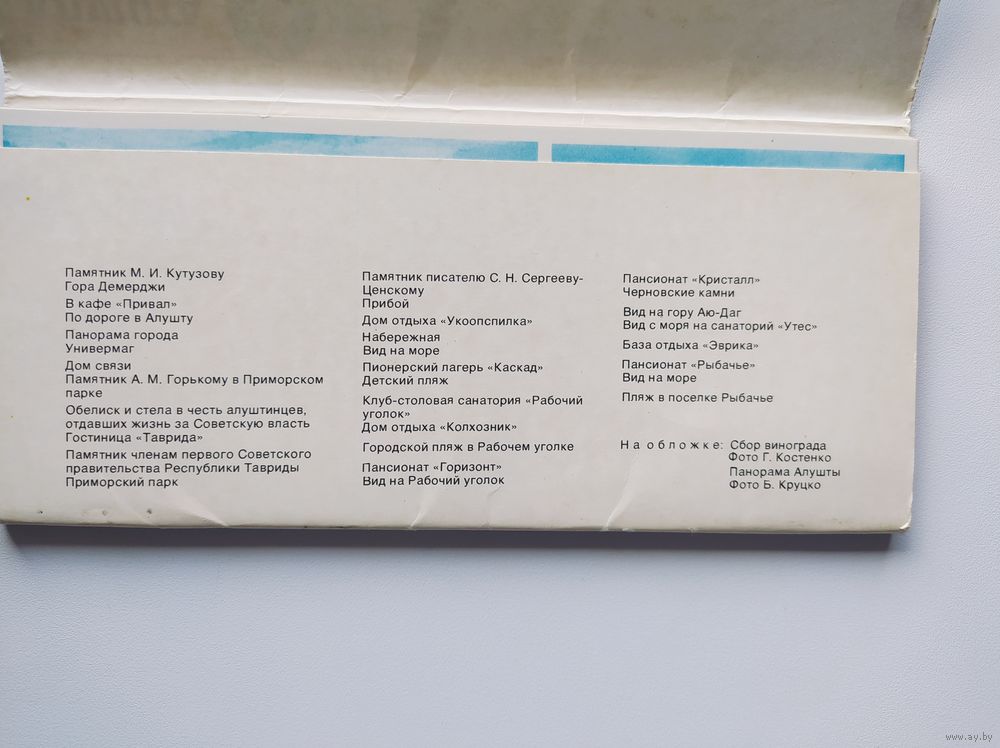 Памятник М. И. Кутузову
Гора Демерджи
В кафе «Привал»
По дороге в Алушту
Панорама города
Универмаг
Дом связи
Памятник А. М. Горькому в Приморском
парке
Обелиск и стела в честь алуштинцев,
отдавших жизнь за Советскую власть
Гостиница «Таврида»
Памятник членам первого Советского
правительства Республики Тавриды
Приморский парк
Памятник писателю С. Н. Сергееву-
Ценскому
Прибой
Дом отдыха «Укоопспилка»
Набережная
Вид на море
Пионерский лагерь «Каскад»
Детский пляж
Клуб-столовая санатория «Рабочий
уголок»
Дом отдыха «Колхозник»
Городской пляж в Рабочем уголке
Пансионат «Горизонт»
Вид на Рабочий уголок
Пансионат «Кристалл»
Черновские камни
Вид на гору Аю-Даг
Вид с моря на санаторий «Утес»
База отдыха «Эврика»
Пансионат «Рыбачье»
Вид на море
Пляж в поселке Рыбачье
На обложке: Сбор винограда
Фото Г. Костенко
Панорама Алушты
Фото Б. Круцко
www.ay.by